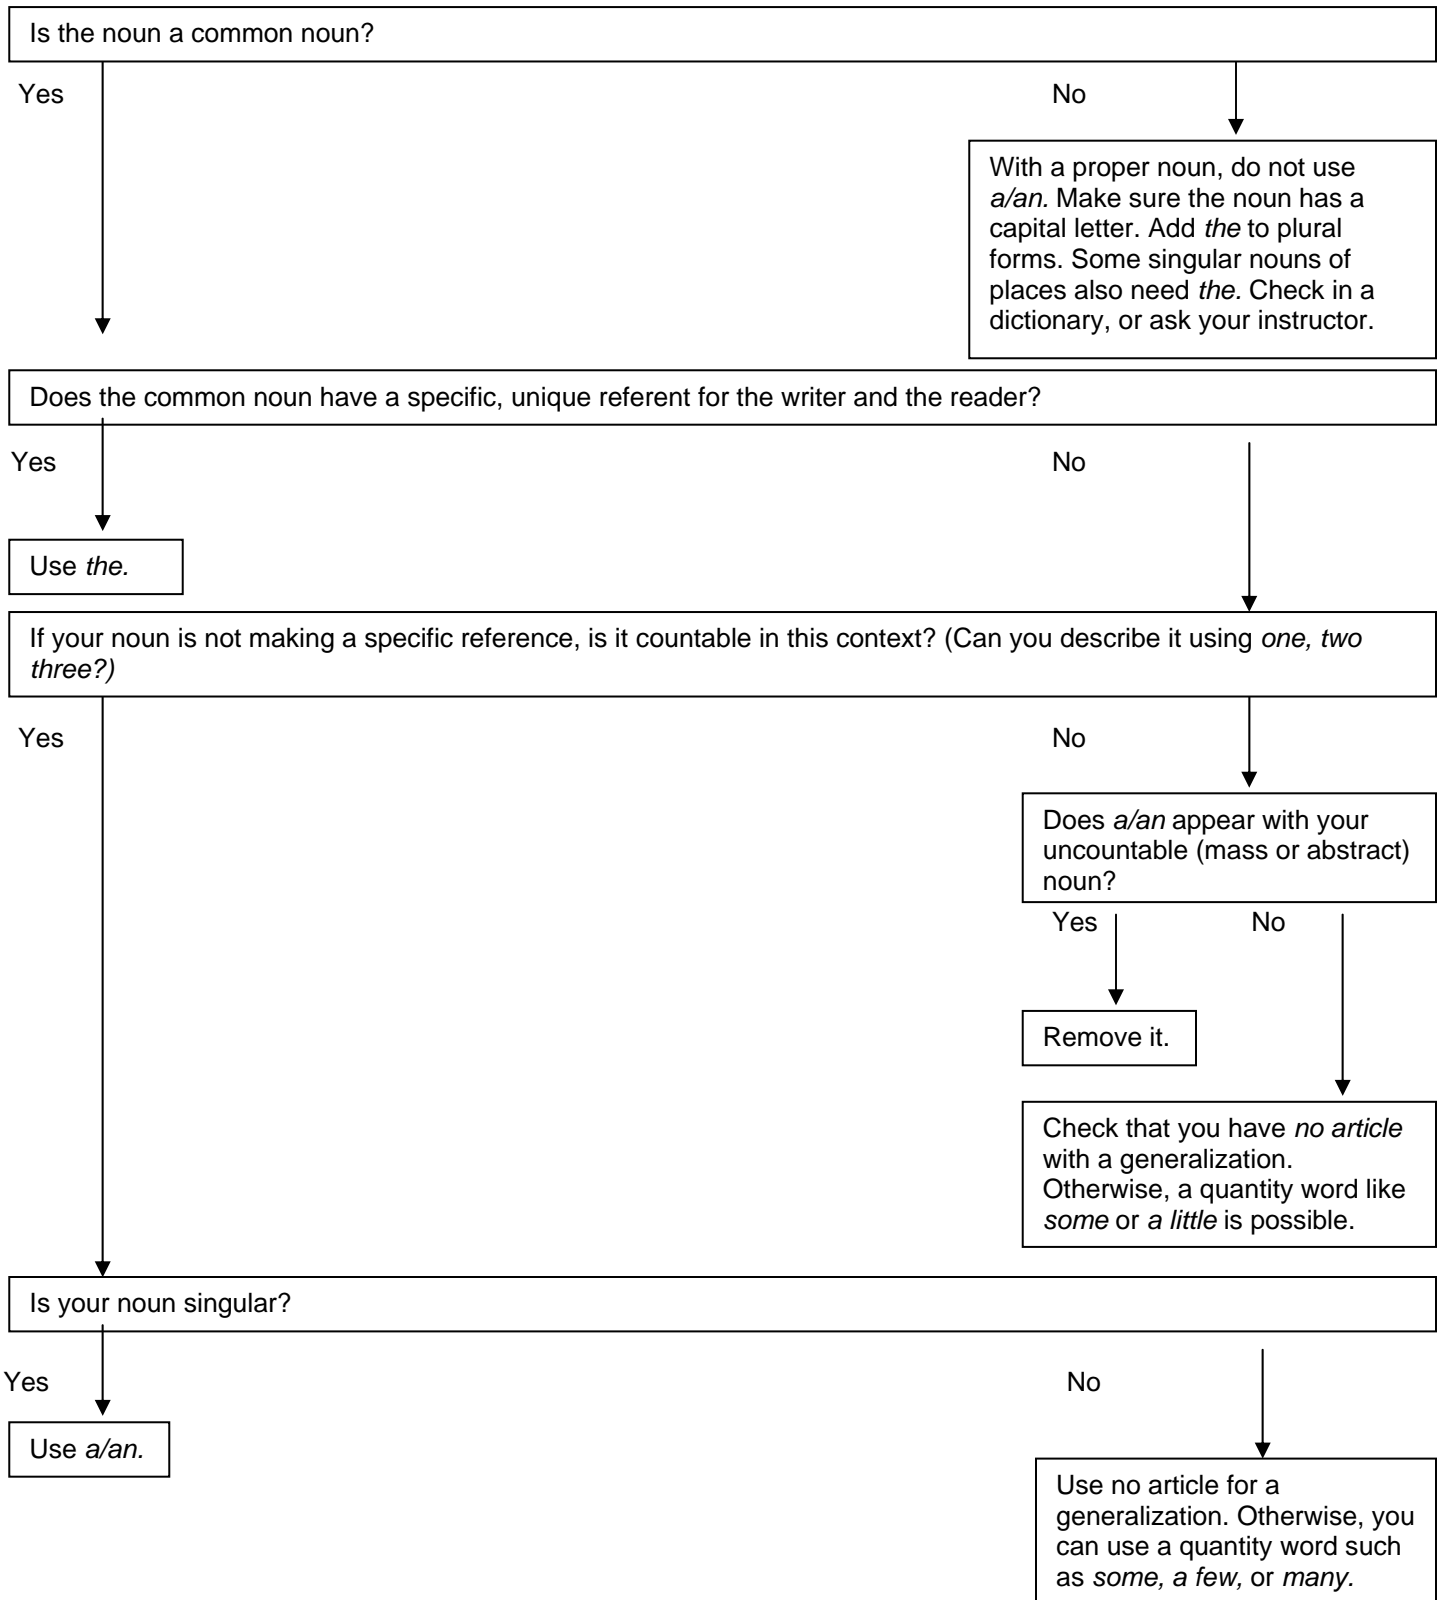 Is the noun a common noun?
Yes
No
With a proper noun, do not use
a/an. Make sure the noun has a
capital letter. Add the to plural
forms. Some singular nouns of
places also need the. Check in a
dictionary, or ask your instructor.
Does the common noun have a specific, unique referent for the writer and the reader?
Yes
No
Use the.
If your noun is not making a specific reference, is it countable in this context? (Can you describe it using one, two
three?)
Yes
No
Does a/an appear with your
uncountable (mass or abstract)
noun?
Yes
No
Remove it.
Check that you have no article
with a generalization.
Otherwise, a quantity word like
some or a little is possible.
Is your noun singular?
Yes
No
Use a/an.
Use no article for a
generalization. Otherwise, you
can use a quantity word such
as some, a few, or many.